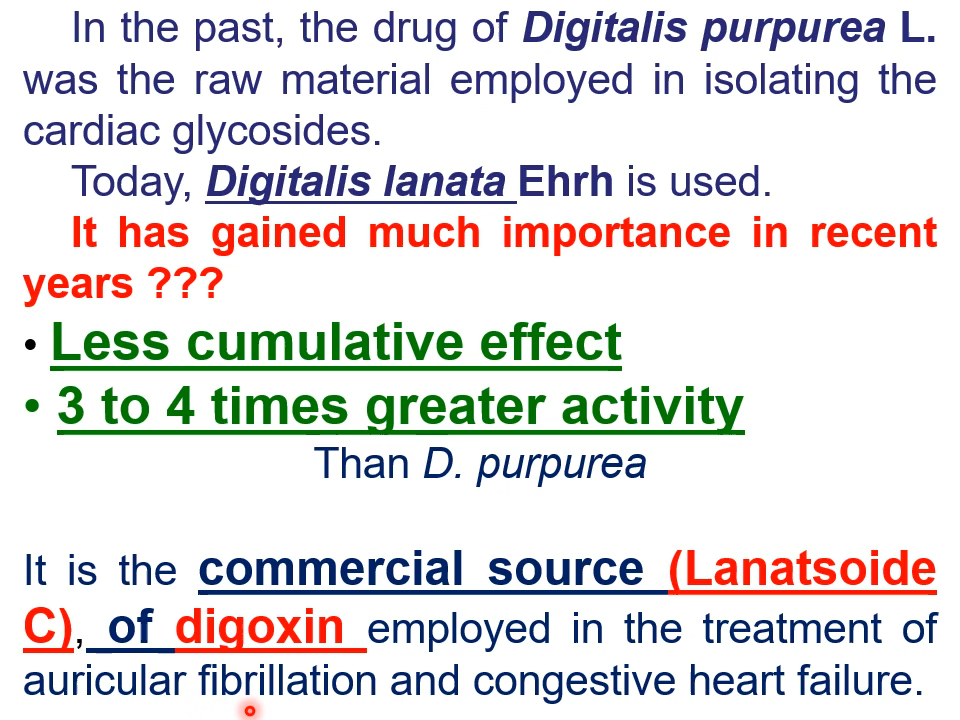 In the past, the drug of Digitalis purpurea L.
was the raw material employed in isolating the
cardiac glycosides.
Today, Digitalis lanata Ehrh is used.
It has gained much importance in recent
years ???
• Less cumulative effect
• 3 to 4 times greater activity
Than D. purpurea
It is the commercial source (Lanatsoide
C), of digoxin employed in the treatment of
auricular fibrillation and congestive heart failure.